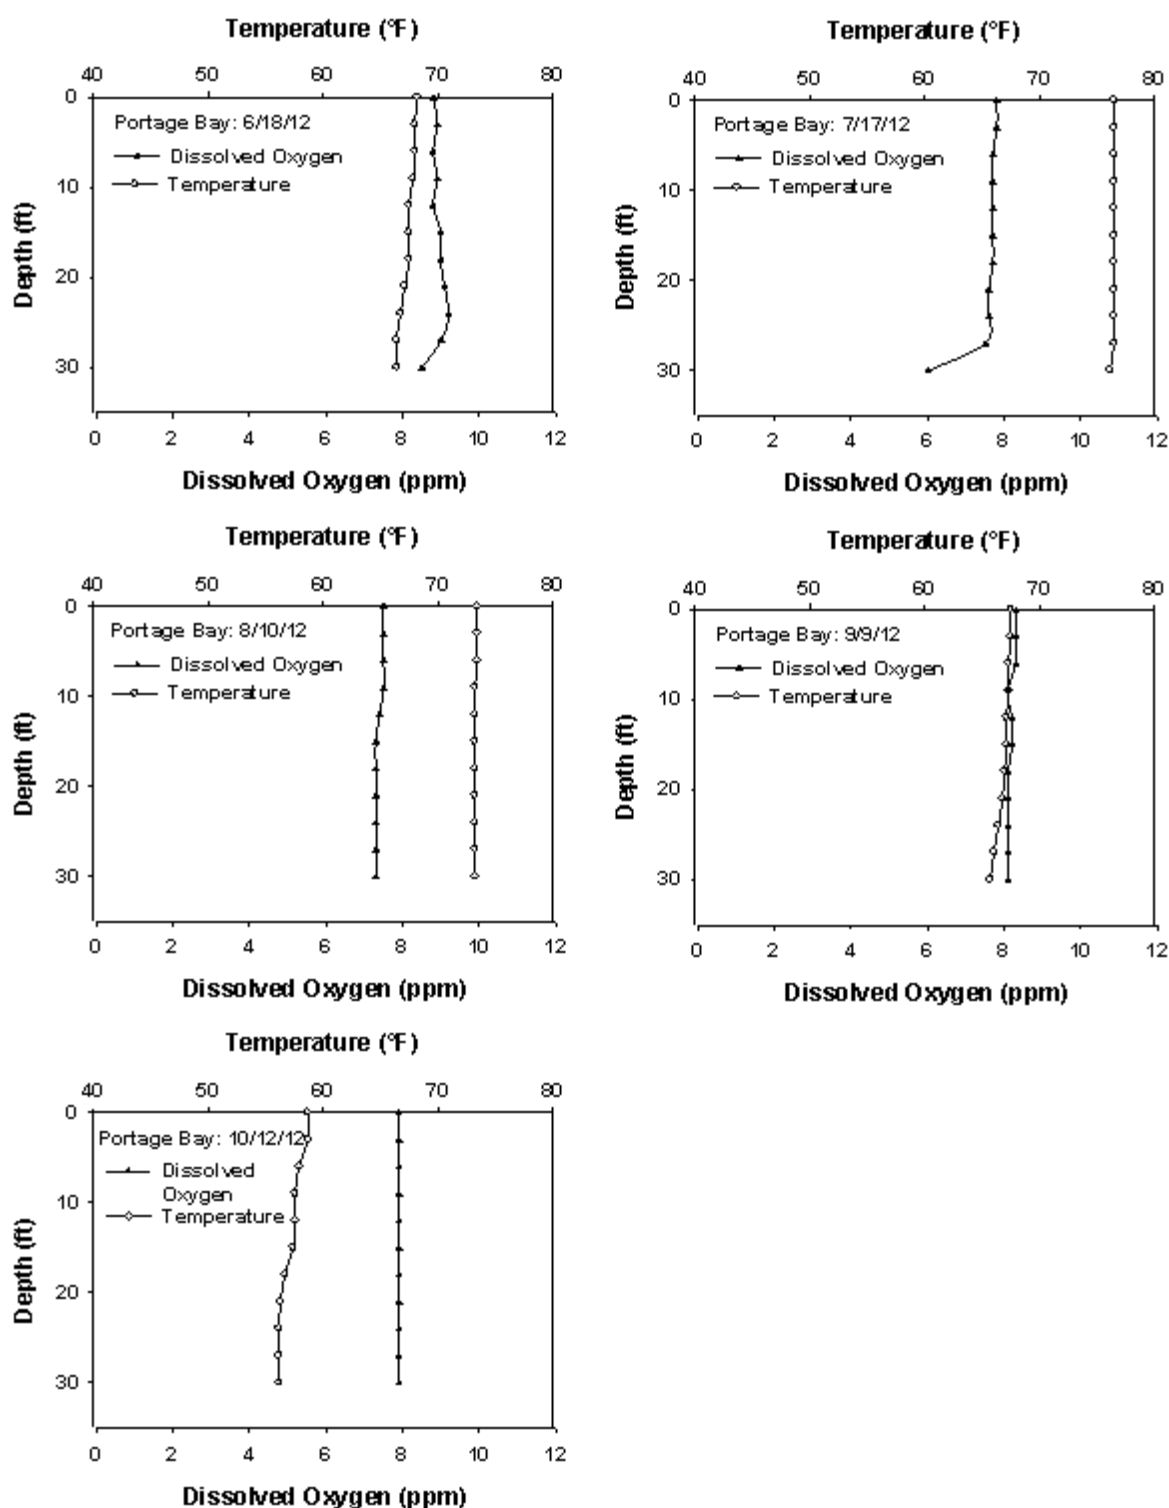 Temperature (°F)
40 50 60 70 80
0
10
20
30
Depth (ft)
Portage Bay: 6/18/12
Dissolved Oxygen
Temperature
0 2 4 6 8 10 12
Dissolved Oxygen (ppm)
Temperature (°F)
40 50 60 70 80
0
10
20
30
Depth (ft)
Portage Bay: 7/17/12
Dissolved Oxygen
Temperature
0 2 4 6 8 10 12
Dissolved Oxygen (ppm)
Temperature (°F)
40 50 60 70 80
0
10
20
30
Depth (ft)
Portage Bay: 8/10/12
Dissolved Oxygen
Temperature
0 2 4 6 8 10 12
Dissolved Oxygen (ppm)
Temperature (°F)
40 50 60 70 80
0
10
20
30
Depth (ft)
Portage Bay: 9/9/12
Dissolved Oxygen
Temperature
0 2 4 6 8 10 12
Dissolved Oxygen (ppm)
Temperature (°F)
40 50 60 70 80
0
10
20
30
Depth (ft)
Portage Bay: 10/12/12
Dissolved
Oxygen
Temperature
0 2 4 6 8 10 12
Dissolved Oxygen (ppm)